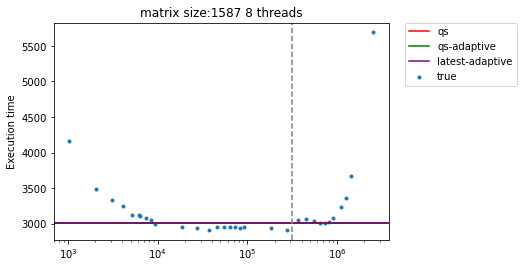 matrix size:1587 8 threads
Execution time
5500
5000
4500
4000
3500
3000
10³
10⁴
10⁵
10⁶
qs
qs-adaptive
latest-adaptive
true